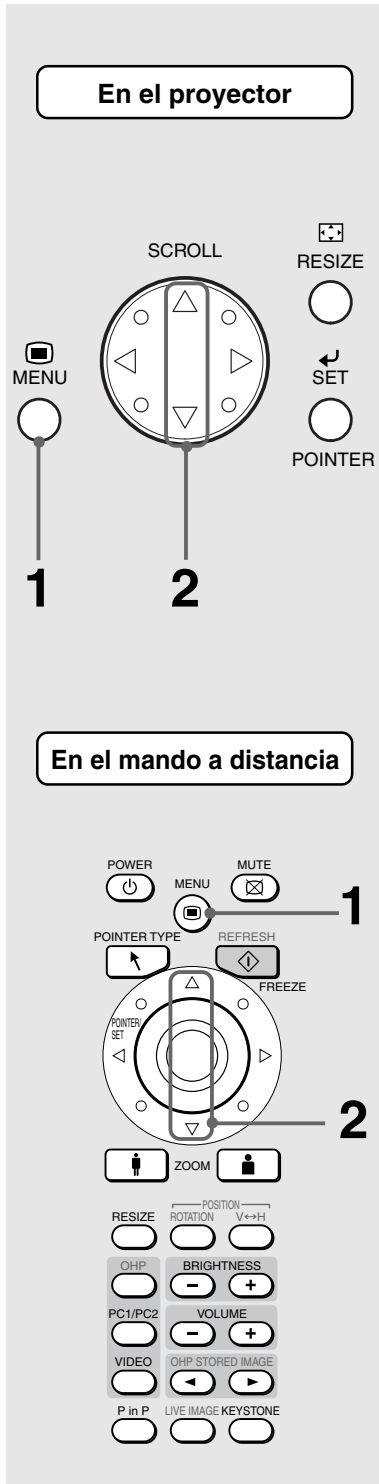 En el proyector
SCROLL
RESIZE
MENU
SET
POINTER
1
2
En el mando a distancia
POWER
MENU
MUTE
1
POINTER TYPE
REFRESH
FREEZE
POINTER/
SET
2
ZOOM
POSITION
RESIZE ROTATION V↔H
OHP BRIGHTNESS
− +
PC1/PC2 VOLUME
− +
VIDEO OHP STORED IMAGE
P in P LIVE IMAGE KEYSTONE